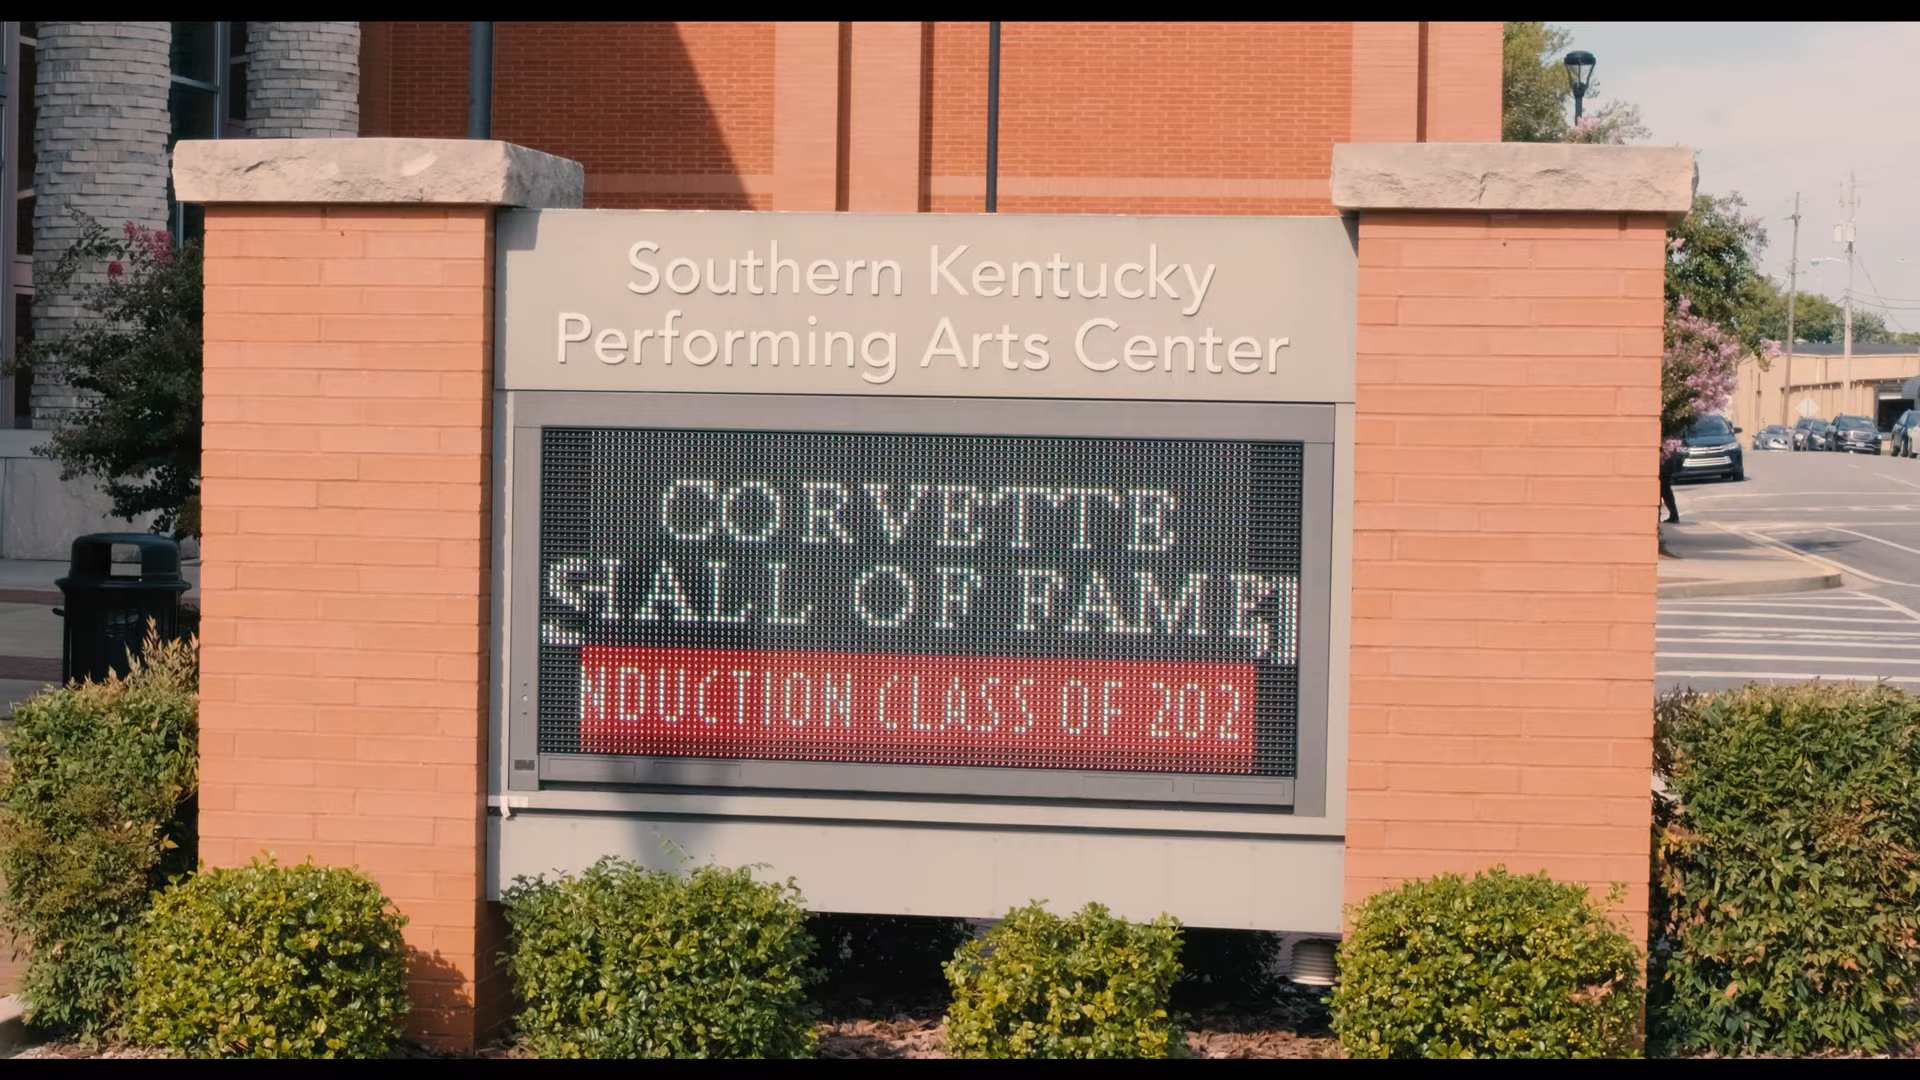 Southern Kentucky
Performing Arts Center
CORVETTE
HALL OF FAME
NDUCTION CLASS OF 202